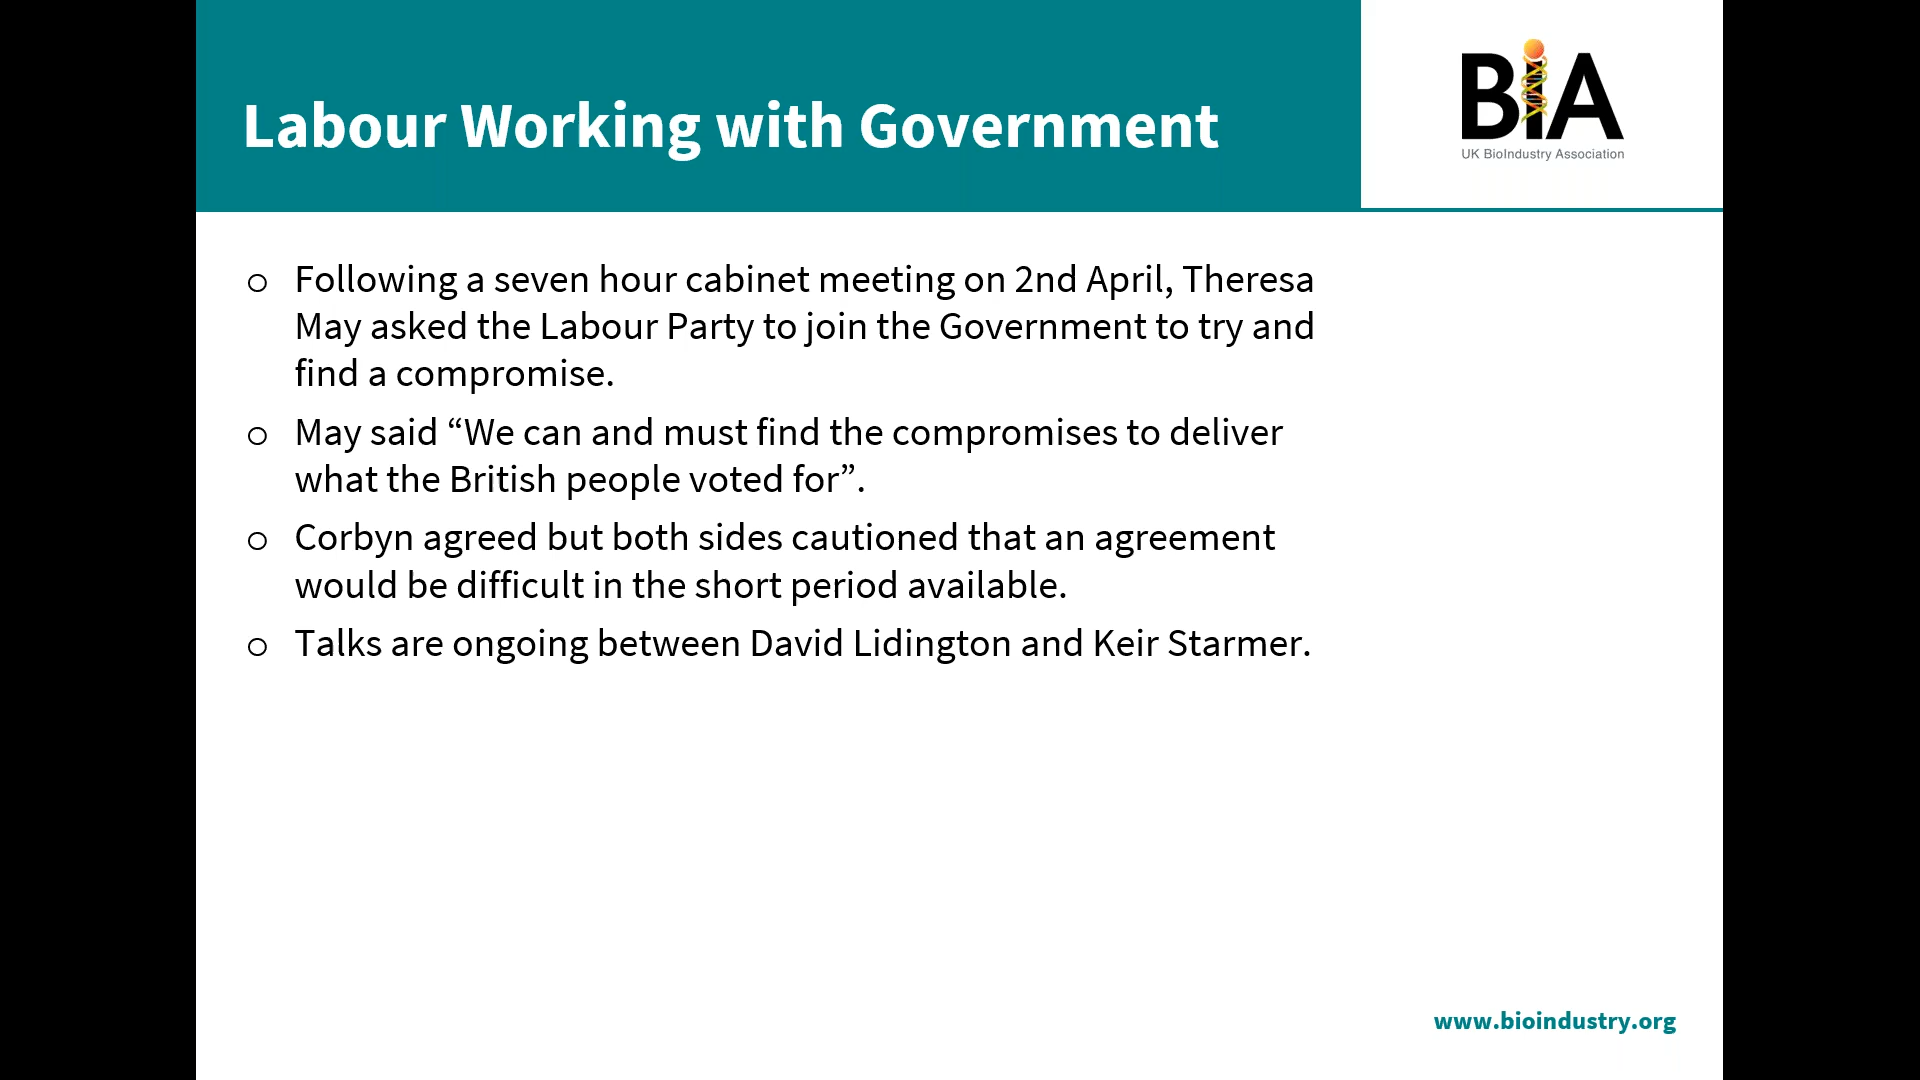 Labour Working with Government
BiA
UK BioIndustry Association
○ Following a seven hour cabinet meeting on 2nd April, Theresa
May asked the Labour Party to join the Government to try and
find a compromise.
○ May said “We can and must find the compromises to deliver
what the British people voted for”.
○ Corbyn agreed but both sides cautioned that an agreement
would be difficult in the short period available.
○ Talks are ongoing between David Lidington and Keir Starmer.
www.bioindustry.org